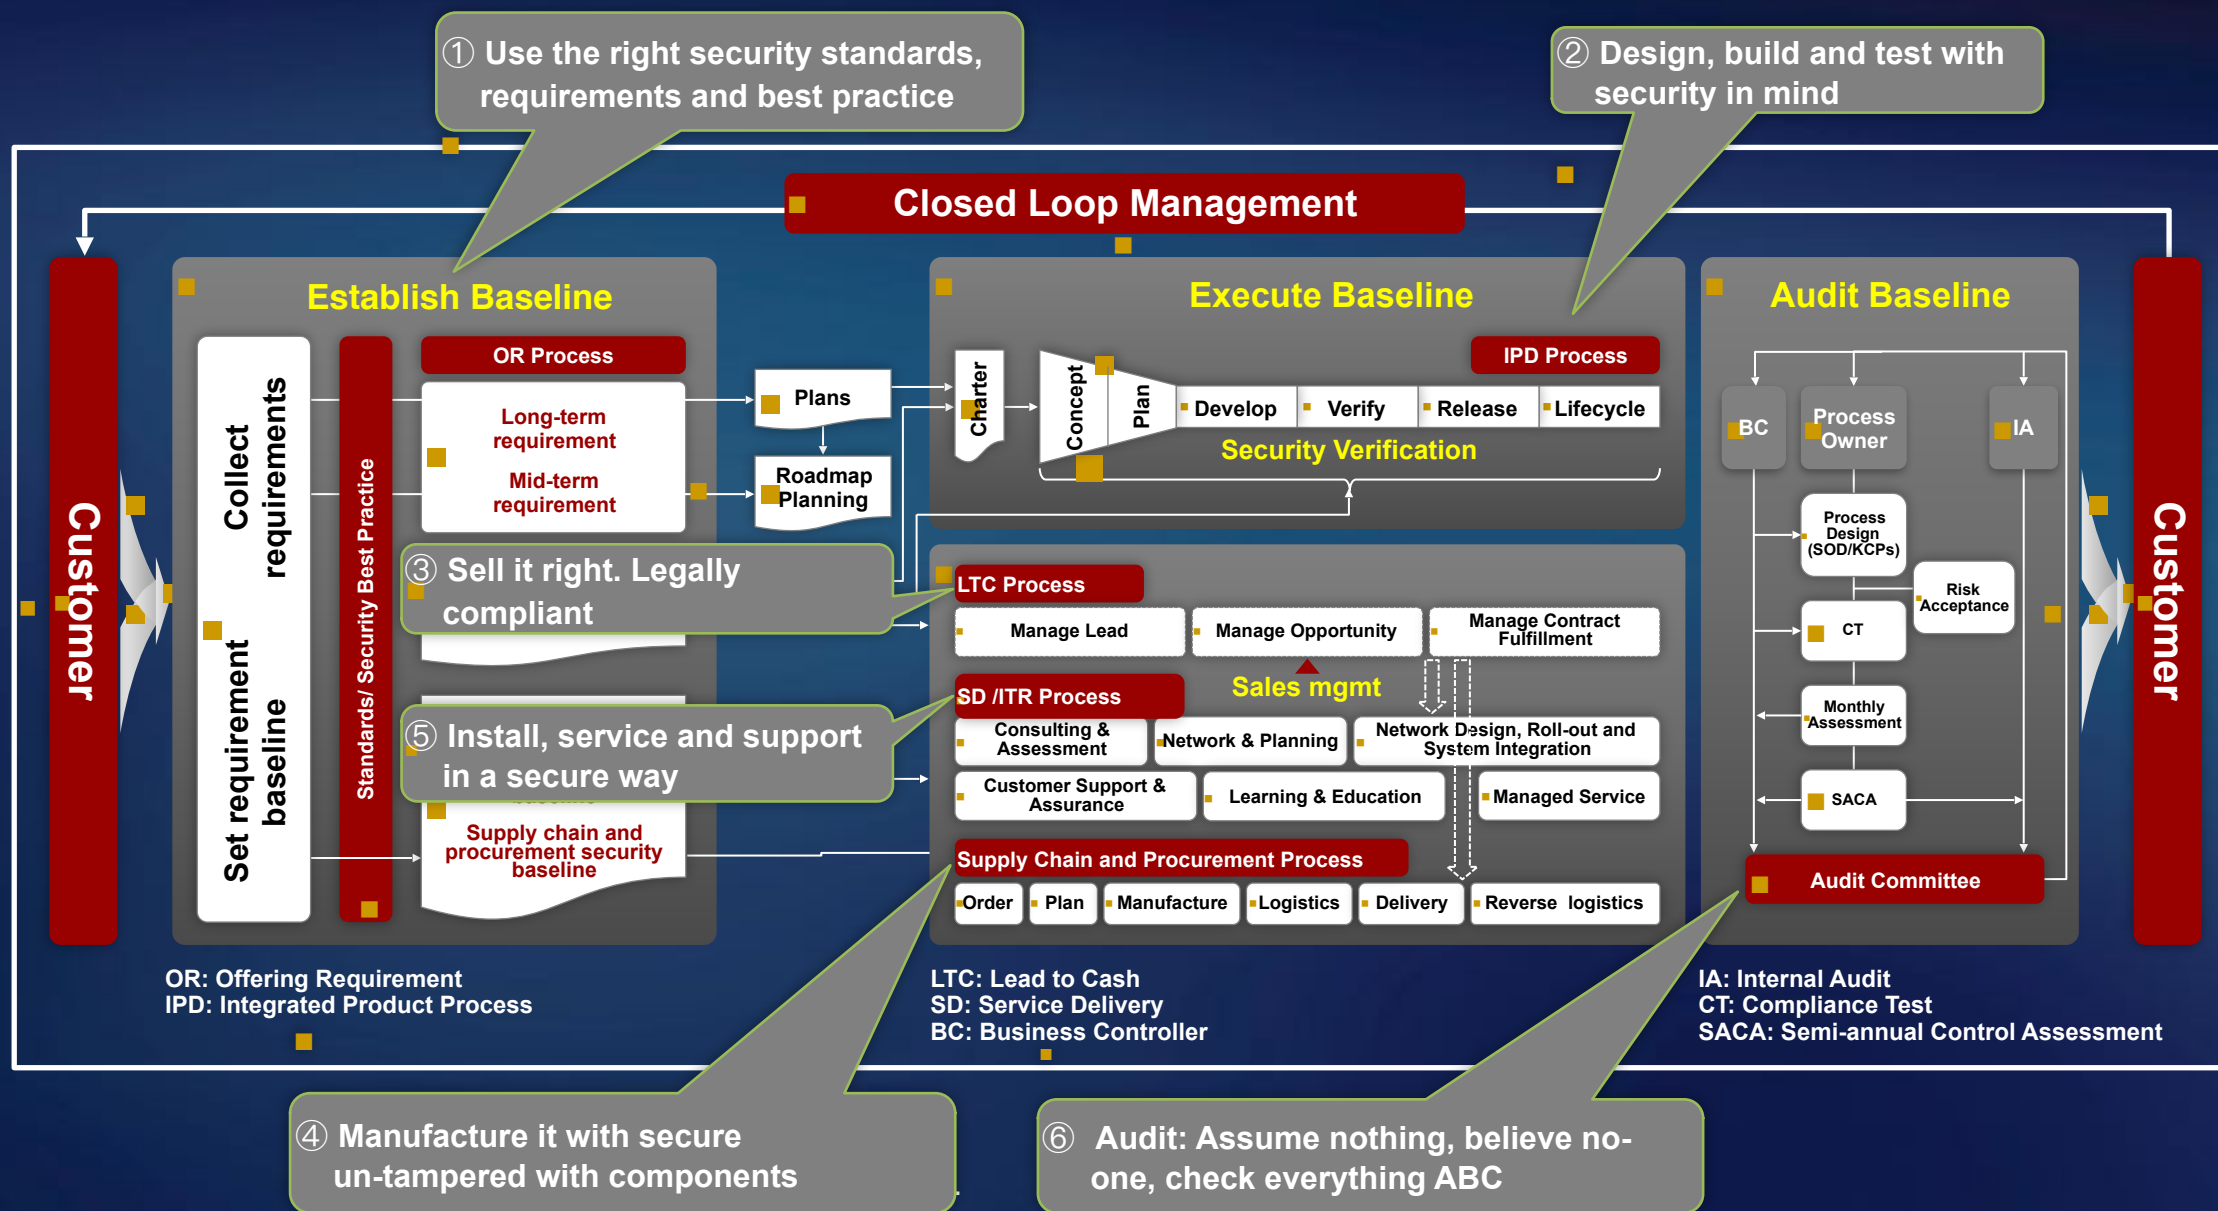 ① Use the right security standards,
requirements and best practice
② Design, build and test with
security in mind
Closed Loop Management
Customer
Establish Baseline
Collect
requirements
Set requirement
baseline
Standards/ Security Best Practice
OR Process
Long-term
requirement
Mid-term
requirement
Plans
Roadmap
Planning
③ Sell it right. Legally
compliant
⑤ Install, service and support
in a secure way
baseline
Supply chain and
procurement security
baseline
Execute Baseline
IPD Process
Charter
Concept
Plan
Develop
Verify
Release
Lifecycle
Security Verification
LTC Process
Manage Lead
Manage Opportunity
Manage Contract
Fulfillment
Sales mgmt
SD /ITR Process
Consulting &
Assessment
Network & Planning
Network Design, Roll-out and
System Integration
Customer Support &
Assurance
Learning & Education
Managed Service
Supply Chain and Procurement Process
Order
Plan
Manufacture
Logistics
Delivery
Reverse logistics
Audit Baseline
BC
Process
Owner
IA
Process
Design
(SOD/KCPs)
Risk
Acceptance
CT
Monthly
Assessment
SACA
Audit Committee
Customer
OR: Offering Requirement
IPD: Integrated Product Process
LTC: Lead to Cash
SD: Service Delivery
BC: Business Controller
IA: Internal Audit
CT: Compliance Test
SACA: Semi-annual Control Assessment
④ Manufacture it with secure
un-tampered with components
⑥ Audit: Assume nothing, believe no-
one, check everything ABC